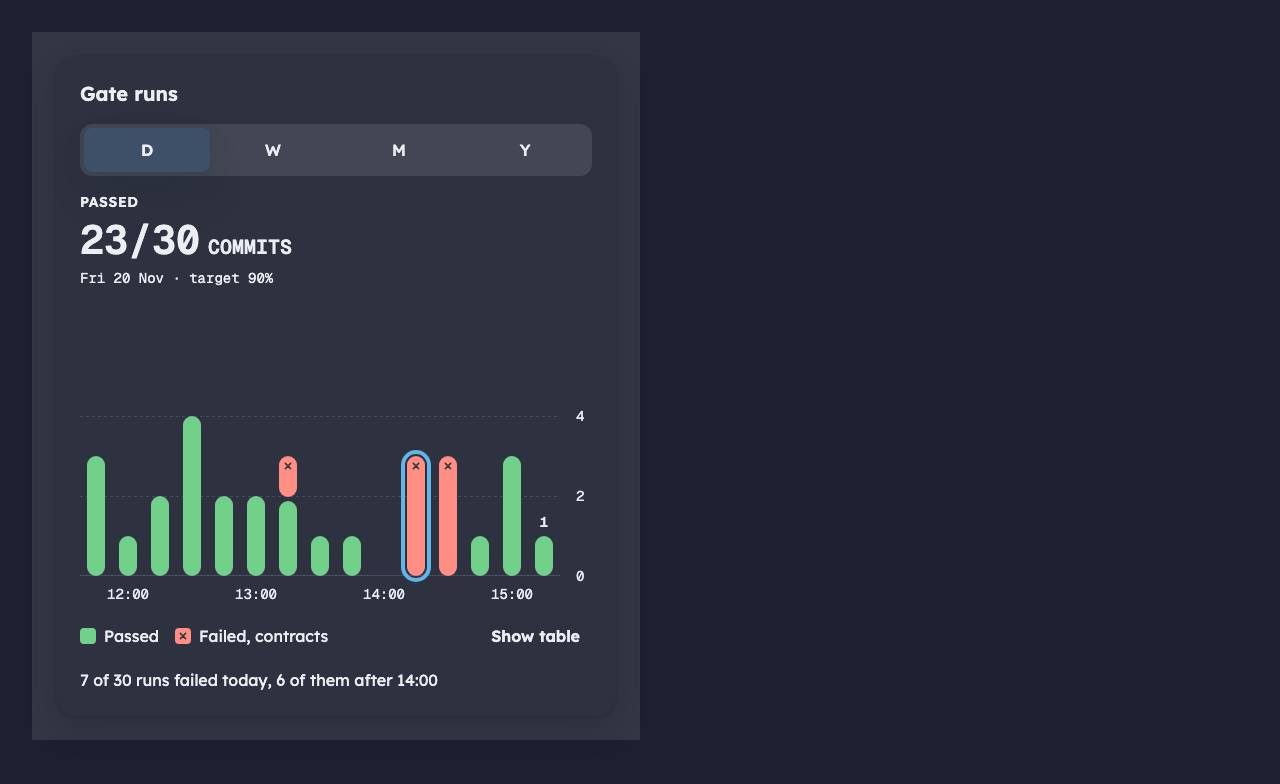 Gate runs
D W M Y
PASSED
23/30 COMMITS
Fri 20 Nov · target 90%
4
× × ×
2
1
0
12:00 13:00 14:00 15:00
Passed × Failed, contracts Show table
7 of 30 runs failed today, 6 of them after 14:00